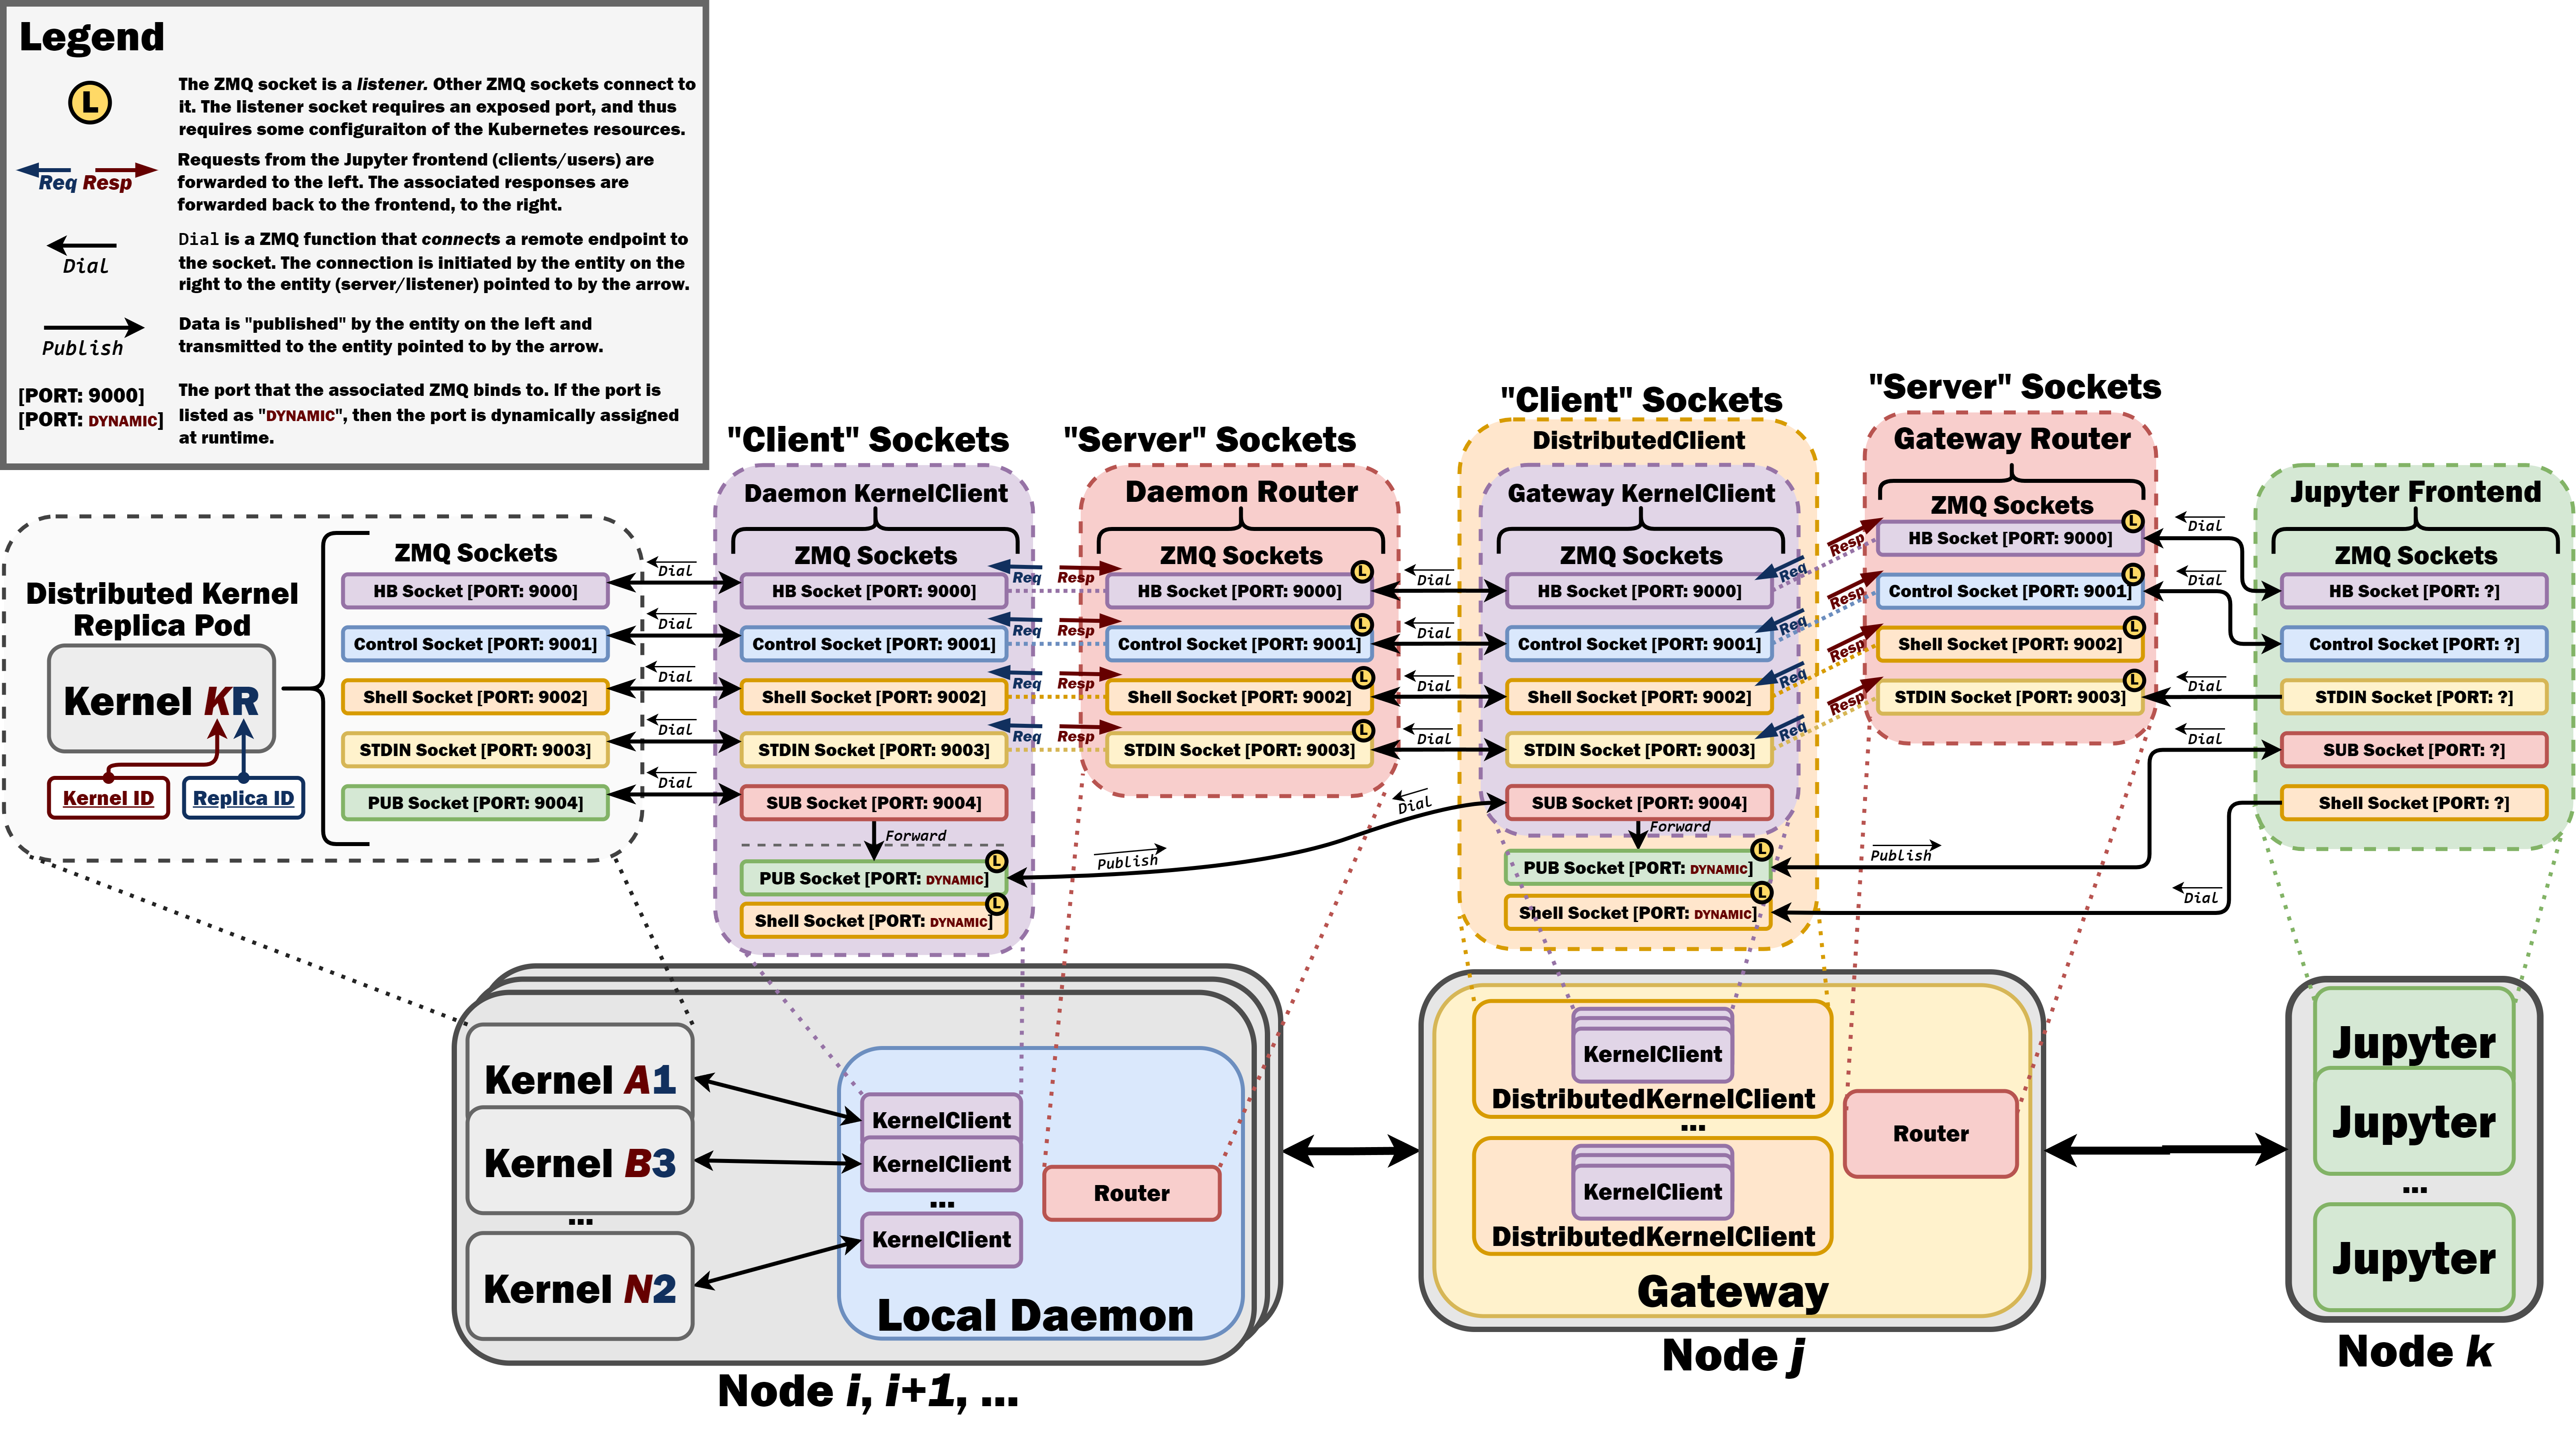 Legend
L
The ZMQ socket is a listener. Other ZMQ sockets connect to
it. The listener socket requires an exposed port, and thus
requires some configuraiton of the Kubernetes resources.
Req Resp
Requests from the Jupyter frontend (clients/users) are
forwarded to the left. The associated responses are
forwarded back to the frontend, to the right.
Dial
Dial is a ZMQ function that connects a remote endpoint to
the socket. The connection is initiated by the entity on the
right to the entity (server/listener) pointed to by the arrow.
Publish
Data is "published" by the entity on the left and
transmitted to the entity pointed to by the arrow.
[PORT: 9000]
[PORT: DYNAMIC]
The port that the associated ZMQ binds to. If the port is
listed as "DYNAMIC", then the port is dynamically assigned
at runtime.
Distributed Kernel
Replica Pod
Kernel KR
Kernel ID
Replica ID
ZMQ Sockets
HB Socket [PORT: 9000]
Control Socket [PORT: 9001]
Shell Socket [PORT: 9002]
STDIN Socket [PORT: 9003]
PUB Socket [PORT: 9004]
Dial
Dial
Dial
Dial
Dial
"Client" Sockets
Daemon KernelClient
ZMQ Sockets
HB Socket [PORT: 9000]
Control Socket [PORT: 9001]
Shell Socket [PORT: 9002]
STDIN Socket [PORT: 9003]
SUB Socket [PORT: 9004]
Forward
PUB Socket [PORT: DYNAMIC]
L
Shell Socket [PORT: DYNAMIC]
L
Req Resp
Req Resp
Req Resp
Req Resp
"Server" Sockets
Daemon Router
ZMQ Sockets
HB Socket [PORT: 9000]
L
Control Socket [PORT: 9001]
L
Shell Socket [PORT: 9002]
L
STDIN Socket [PORT: 9003]
L
Dial
Dial
Dial
Dial
Dial
Publish
"Client" Sockets
DistributedClient
Gateway KernelClient
ZMQ Sockets
HB Socket [PORT: 9000]
Control Socket [PORT: 9001]
Shell Socket [PORT: 9002]
STDIN Socket [PORT: 9003]
SUB Socket [PORT: 9004]
Forward
PUB Socket [PORT: DYNAMIC]
L
Shell Socket [PORT: DYNAMIC]
L
Req Resp
Req Resp
Req Resp
Req Resp
"Server" Sockets
Gateway Router
ZMQ Sockets
HB Socket [PORT: 9000]
L
Control Socket [PORT: 9001]
L
Shell Socket [PORT: 9002]
L
STDIN Socket [PORT: 9003]
L
Dial
Dial
Dial
Dial
Publish
Dial
Jupyter Frontend
ZMQ Sockets
HB Socket [PORT: ?]
Control Socket [PORT: ?]
STDIN Socket [PORT: ?]
SUB Socket [PORT: ?]
Shell Socket [PORT: ?]
Kernel A1
Kernel B3
...
Kernel N2
KernelClient
KernelClient
...
KernelClient
Router
Local Daemon
Node i, i+1, ...
KernelClient
DistributedKernelClient
...
KernelClient
DistributedKernelClient
Router
Gateway
Node j
Jupyter
Jupyter
...
Jupyter
Node k